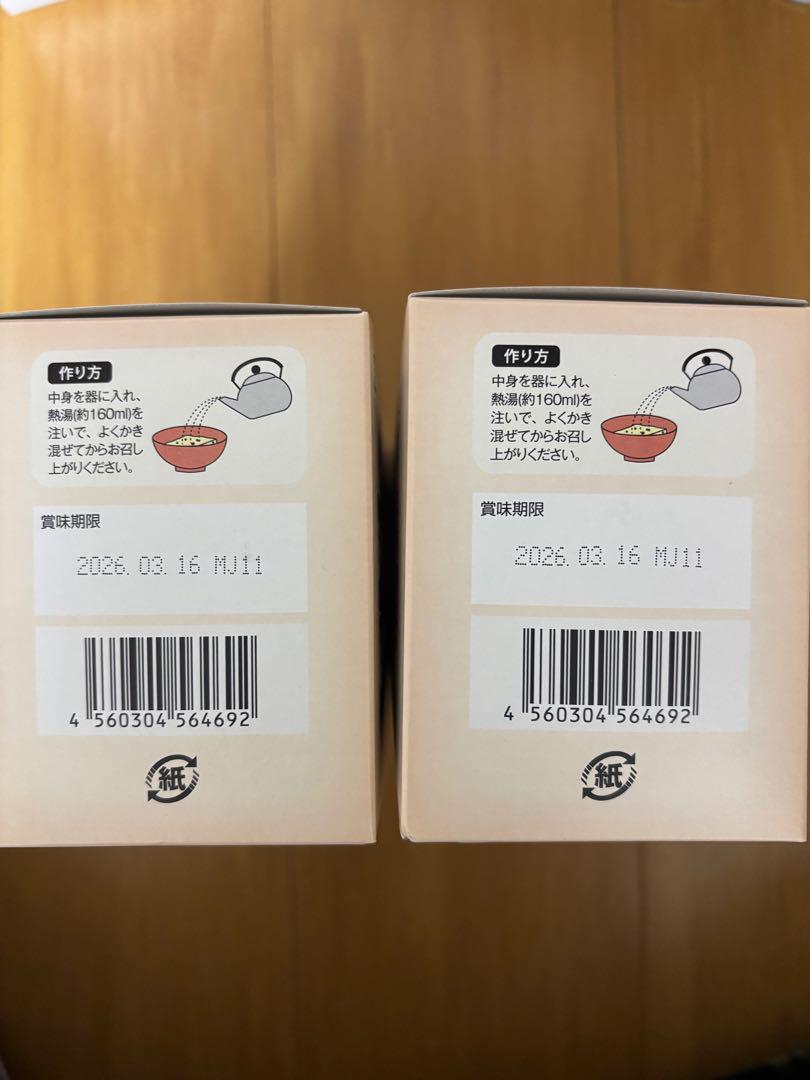 作り方
中身を器に入れ、
熱湯(約160ml)を
注いで、よくかき
混ぜてからお召し
上がりください。
賞味期限
2026.03.16 MJ11
4 560304 564692
紙
作り方
中身を器に入れ、
熱湯(約160ml)を
注いで、よくかき
混ぜてからお召し
上がりください。
賞味期限
2026.03.16 MJ11
4 560304 564692
紙